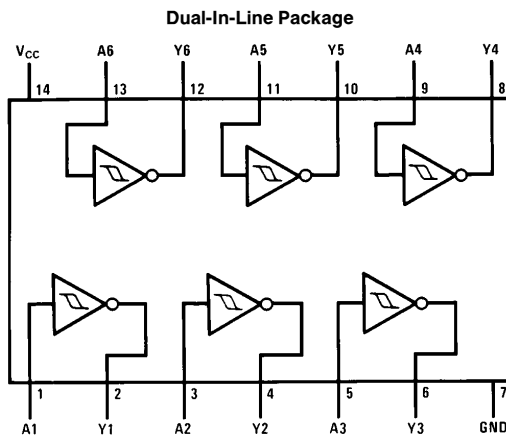 Dual-In-Line Package
VCC A6 Y6 A5 Y5 A4 Y4
14 13 12 11 10 9 8
1 2 3 4 5 6 7
A1 Y1 A2 Y2 A3 Y3 GND